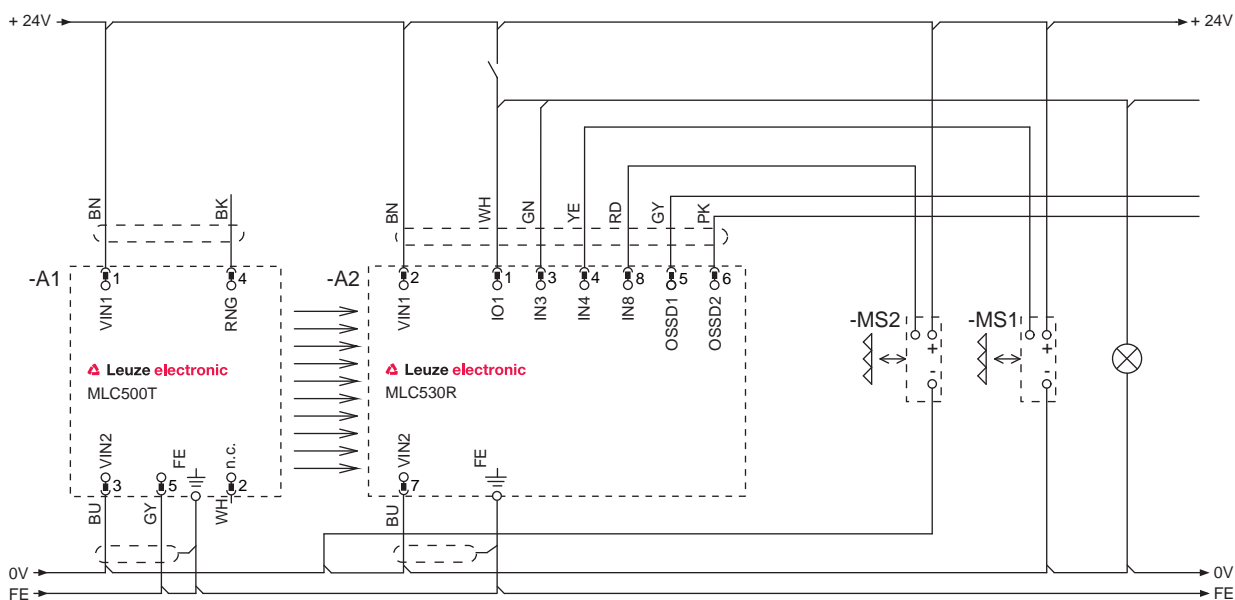 + 24V
+ 24V
BN
BK
BN
WH
GN
YE
RD
GY
PK
-A1
1
4
-A2
2
1
3
4
8
5
6
VIN1
RNG
VIN1
IO1
IN3
IN4
IN8
OSSD1
OSSD2
-MS2
-MS1
+
-
+
-
Leuze electronic
MLC500T
Leuze electronic
MLC530R
VIN2
FE
n.c.
VIN2
FE
3
5
2
7
BU
GY
WH
BU
0V
0V
FE
FE